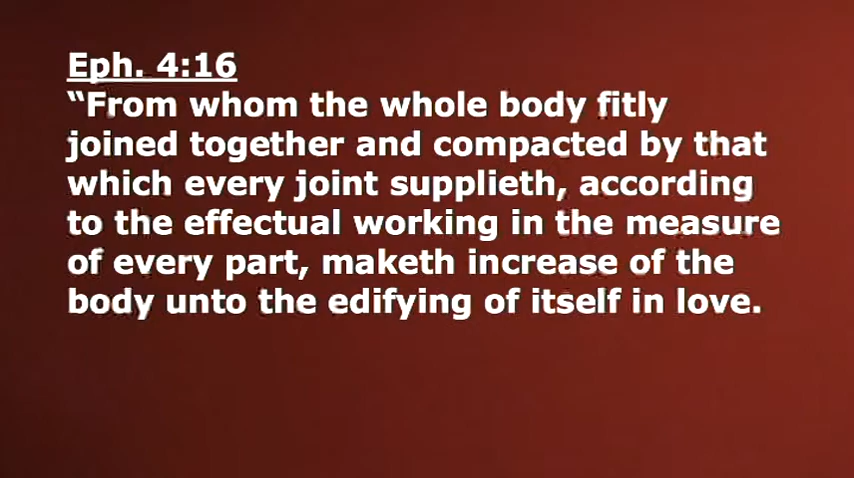 Eph. 4:16
“From whom the whole body fitly
joined together and compacted by that
which every joint supplieth, according
to the effectual working in the measure
of every part, maketh increase of the
body unto the edifying of itself in love.